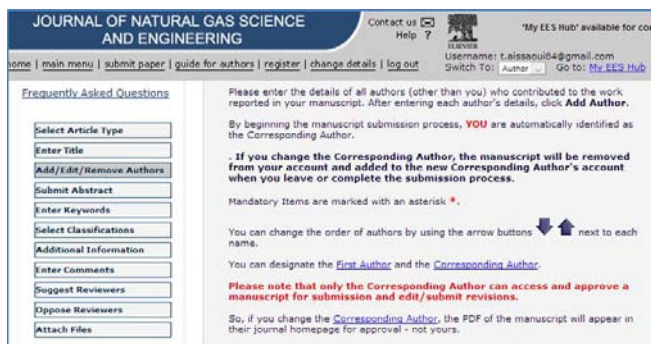 JOURNAL OF NATURAL GAS SCIENCE
AND ENGINEERING
Contact us
Help ?
ELSEVIER
'My EES Hub' available for
Username: t.aissaoui84@gmail.com
Switch To: Author Go to: My EES Hub
home | main menu | submit paper | guide for authors | register | change details | log out
Frequently Asked Questions
Select Article Type
Enter Title
Add/Edit/Remove Authors
Submit Abstract
Enter Keywords
Select Classifications
Additional Information
Enter Comments
Suggest Reviewers
Oppose Reviewers
Attach Files
Please enter the details of all authors (other than you) who contributed to the work
reported in your manuscript. After entering each author's details, click Add Author.
By beginning the manuscript submission process, YOU are automatically identified as
the Corresponding Author.
. If you change the Corresponding Author, the manuscript will be removed
from your account and added to the new Corresponding Author's account
when you leave or complete the submission process.
Mandatory Items are marked with an asterisk *.
You can change the order of authors by using the arrow buttons next to each
name.
You can designate the First Author and the Corresponding Author.
Please note that only the Corresponding Author can access and approve a
manuscript for submission and edit/submit revisions.
So, if you change the Corresponding Author, the PDF of the manuscript will appear in
their journal homepage for approval - not yours.